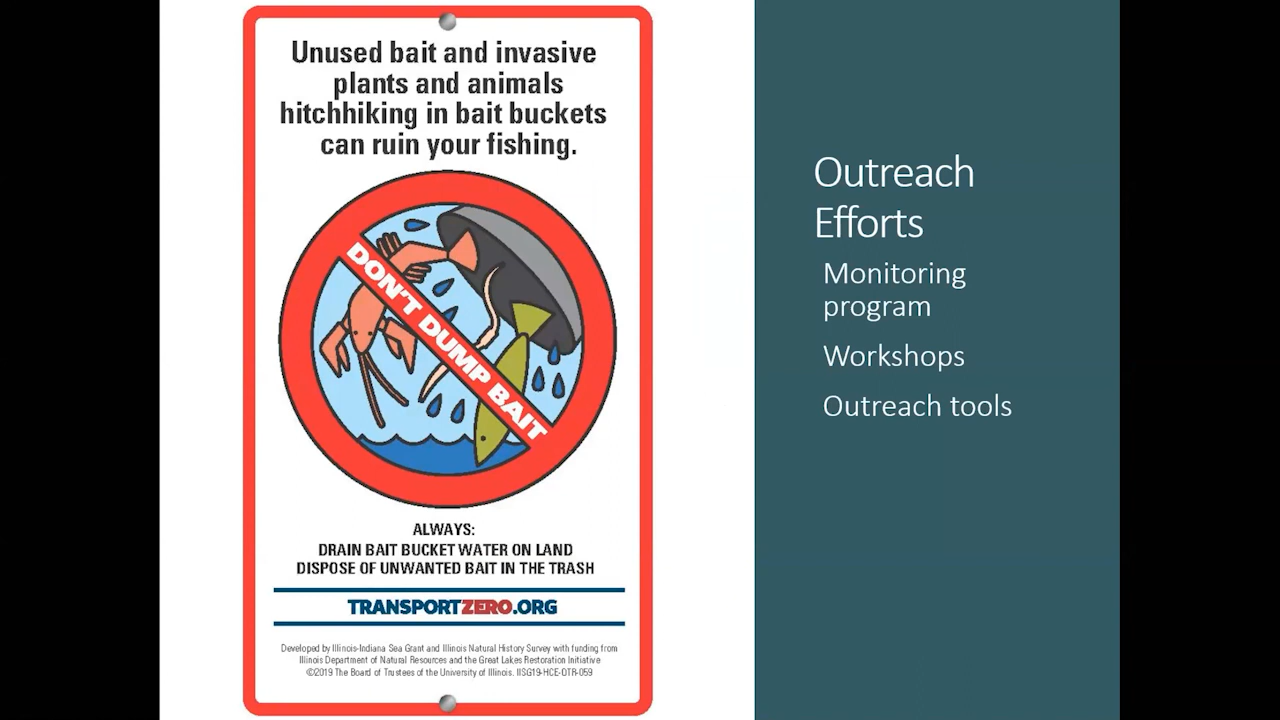 Unused bait and invasive
plants and animals
hitchhiking in bait buckets
can ruin your fishing.
DON'T DUMP BAIT
ALWAYS:
DRAIN BAIT BUCKET WATER ON LAND
DISPOSE OF UNWANTED BAIT IN THE TRASH
TRANSPORTZERO.ORG
Developed by Illinois-Indiana Sea Grant and Illinois Natural History Survey with funding from
Illinois Department of Natural Resources and the Great Lakes Restoration Initiative
©2019 The Board of Trustees of the University of Illinois. IISG19-HCE-OTR-059
Outreach
Efforts
Monitoring
program
Workshops
Outreach tools